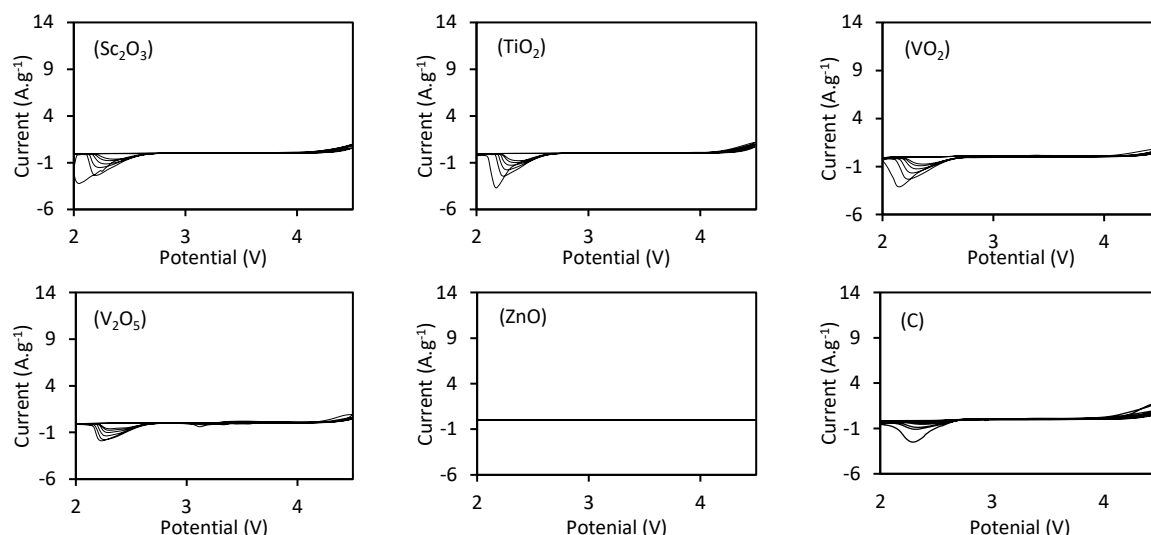 14
9
4
-1
-6
Current (A.g⁻¹)
(Sc₂O₃)
2
3
4
Potential (V)
14
9
4
-1
-6
Current (A.g⁻¹)
(TiO₂)
2
3
4
Potential (V)
14
9
4
-1
-6
Current (A.g⁻¹)
(VO₂)
2
3
4
Potential (V)
14
9
4
-1
-6
Current (A.g⁻¹)
(V₂O₅)
2
3
4
Potential (V)
14
9
4
-1
-6
Current (A.g⁻¹)
(ZnO)
2
3
4
Potenial (V)
14
9
4
-1
-6
Current (A.g⁻¹)
(C)
2
3
4
Potential (V)